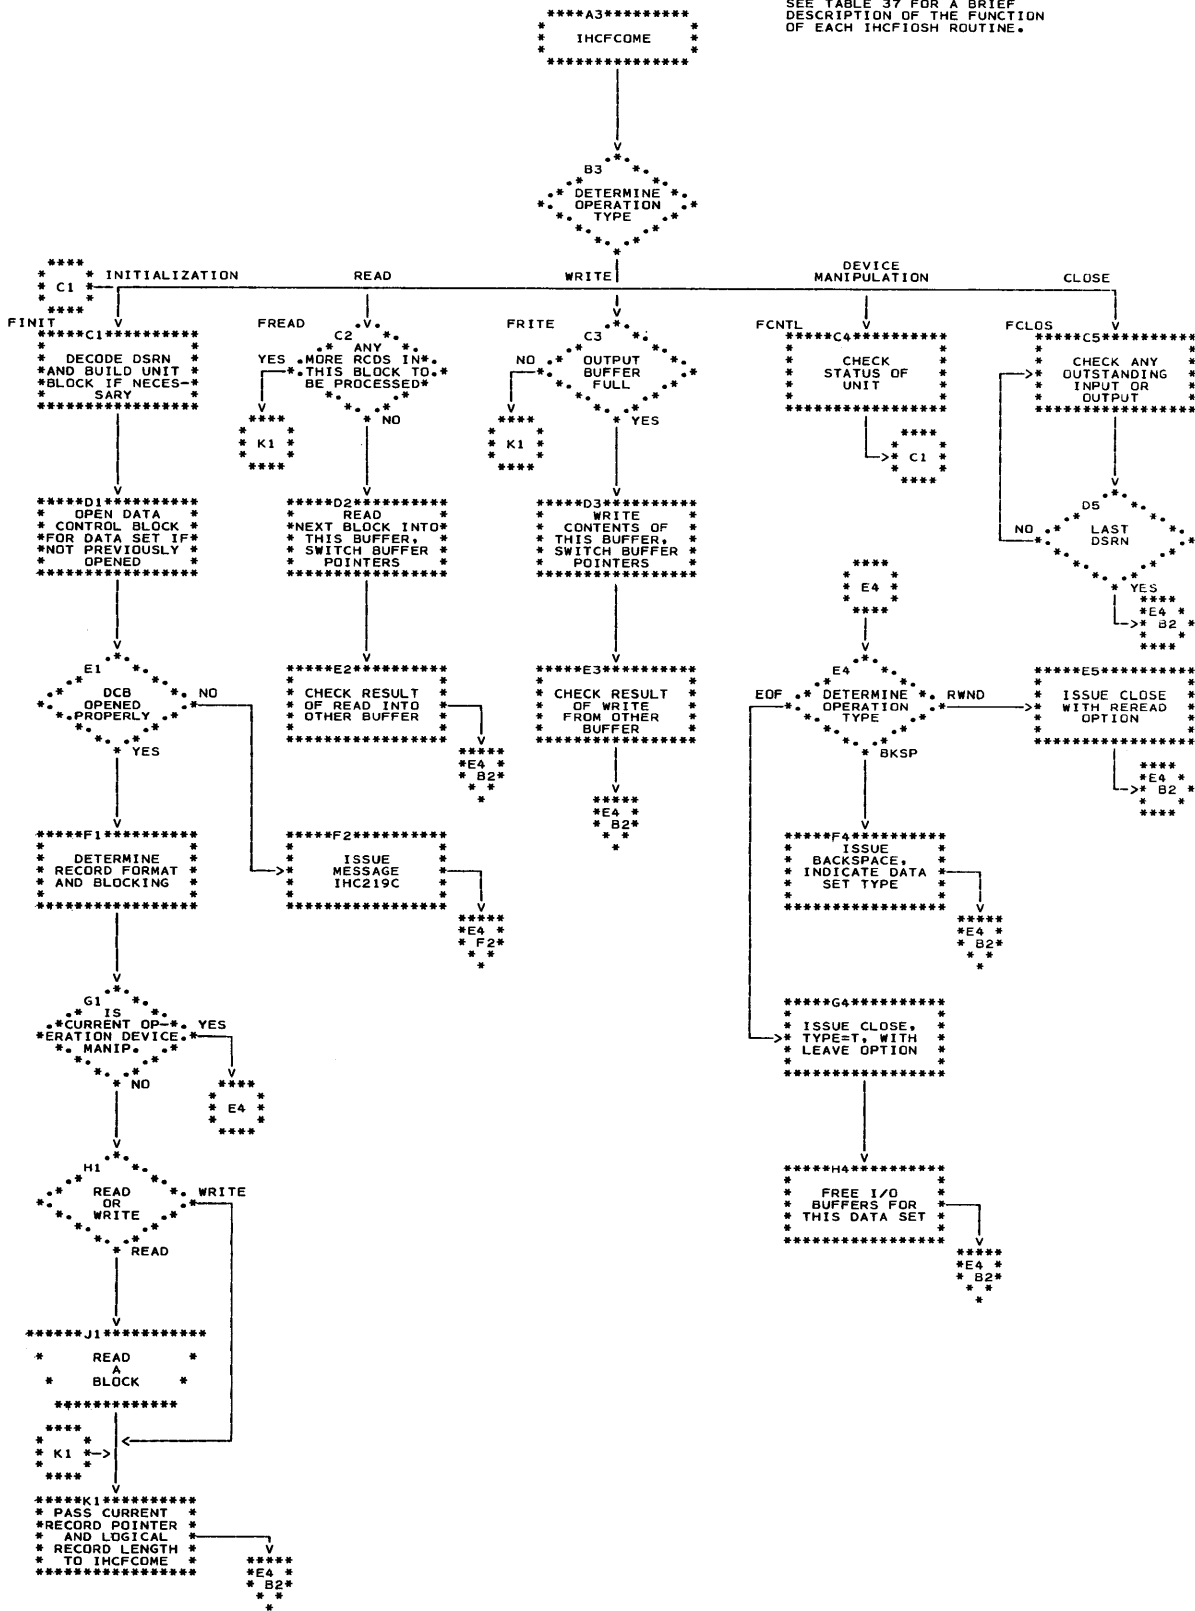 SEE TABLE 37 FOR A BRIEF
DESCRIPTION OF THE FUNCTION
OF EACH IHCFIOSH ROUTINE.
****A3****
IHCFCOME
B3
DETERMINE
OPERATION
TYPE
C1
INITIALIZATION
READ
WRITE
DEVICE
MANIPULATION
CLOSE
FINIT
C1
DECODE DSRN
AND BUILD UNIT
BLOCK IF NECES-
SARY
FREAD
C2
ANY
MORE RCDS IN
THIS BLOCK TO
BE PROCESSED
YES
NO
K1
FRITE
C3
OUTPUT
BUFFER
FULL
NO
YES
K1
FCNTL
C4
CHECK
STATUS OF
UNIT
C1
FCLOS
C5
CHECK ANY
OUTSTANDING
INPUT OR
OUTPUT
D1
OPEN DATA
CONTROL BLOCK
FOR DATA SET IF
NOT PREVIOUSLY
OPENED
D2
READ
NEXT BLOCK INTO
THIS BUFFER,
SWITCH BUFFER
POINTERS
D3
WRITE
CONTENTS OF
THIS BUFFER,
SWITCH BUFFER
POINTERS
D5
LAST
DSRN
NO
YES
E4
B2
E4
E1
DCB
OPENED
PROPERLY
NO
YES
E2
CHECK RESULT
OF READ INTO
OTHER BUFFER
E4
B2
E3
CHECK RESULT
OF WRITE
FROM OTHER
BUFFER
E4
B2
E4
DETERMINE
OPERATION
TYPE
EOF
RWND
BKSP
E5
ISSUE CLOSE
WITH REREAD
OPTION
E4
B2
F1
DETERMINE
RECORD FORMAT
AND BLOCKING
F2
ISSUE
MESSAGE
IHC219C
E4
F2
F4
ISSUE
BACKSPACE,
INDICATE DATA
SET TYPE
E4
B2
G1
IS
CURRENT OP-
ERATION DEVICE
MANIP.
YES
NO
E4
G4
ISSUE CLOSE,
TYPE=T, WITH
LEAVE OPTION
H1
READ
OR
WRITE
WRITE
READ
H4
FREE I/O
BUFFERS FOR
THIS DATA SET
E4
B2
J1
READ
A
BLOCK
K1
K1
PASS CURRENT
RECORD POINTER
AND LOGICAL
RECORD LENGTH
TO IHCFCOME
E4
B2